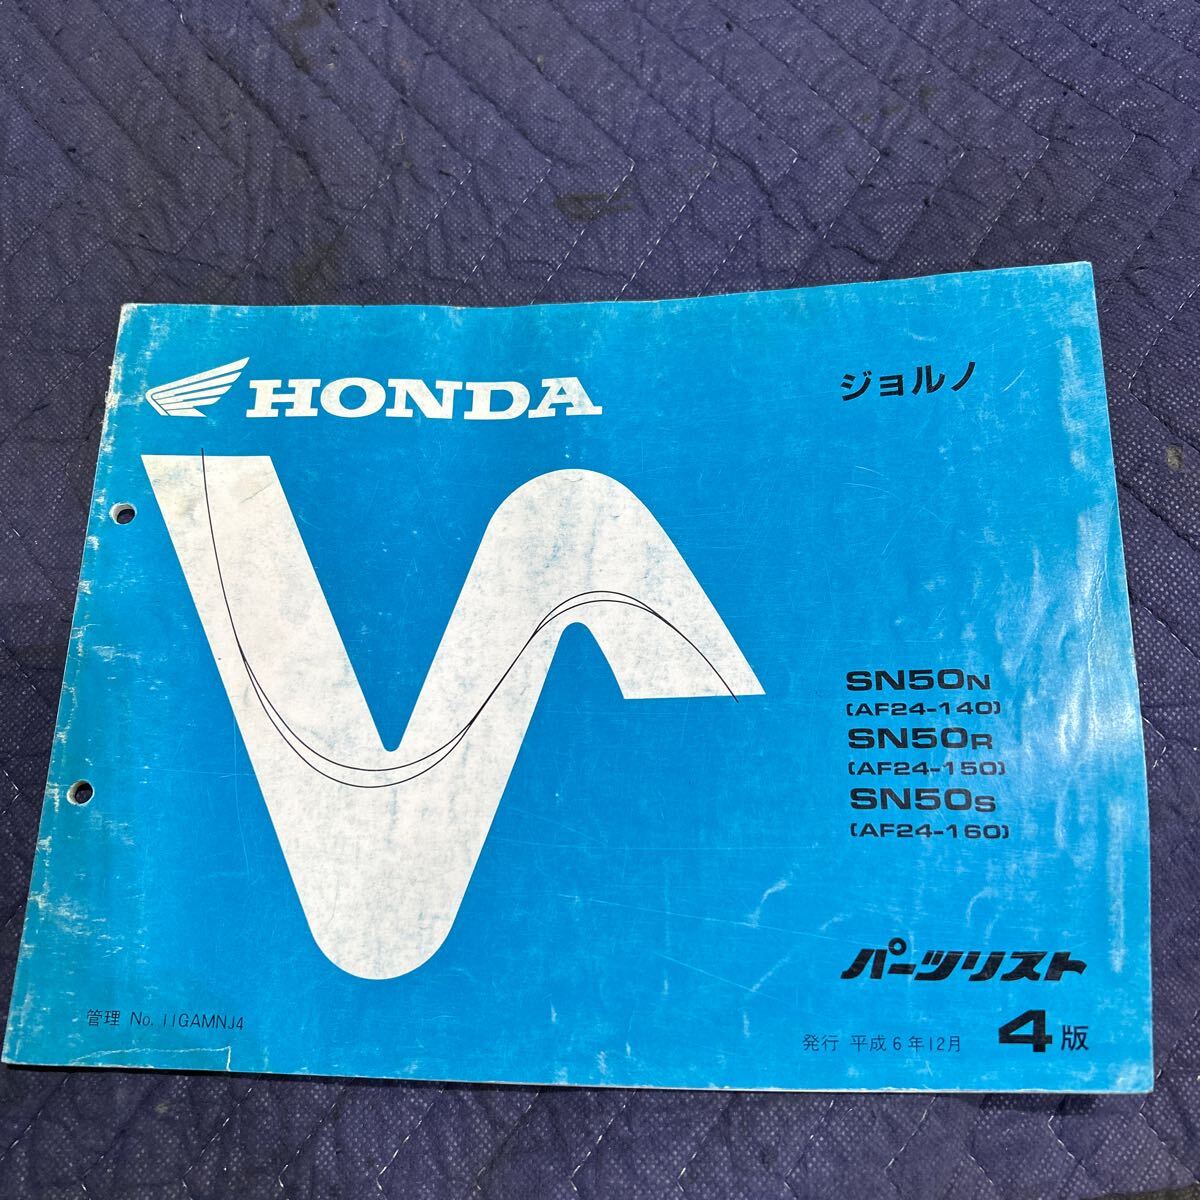 HONDA
ジョルノ
SN50N
(AF24-140)
SN50R
(AF24-150)
SN50S
(AF24-160)
パーツリスト
4版
管理 No. 11GAMNJ4
発行 平成6年12月